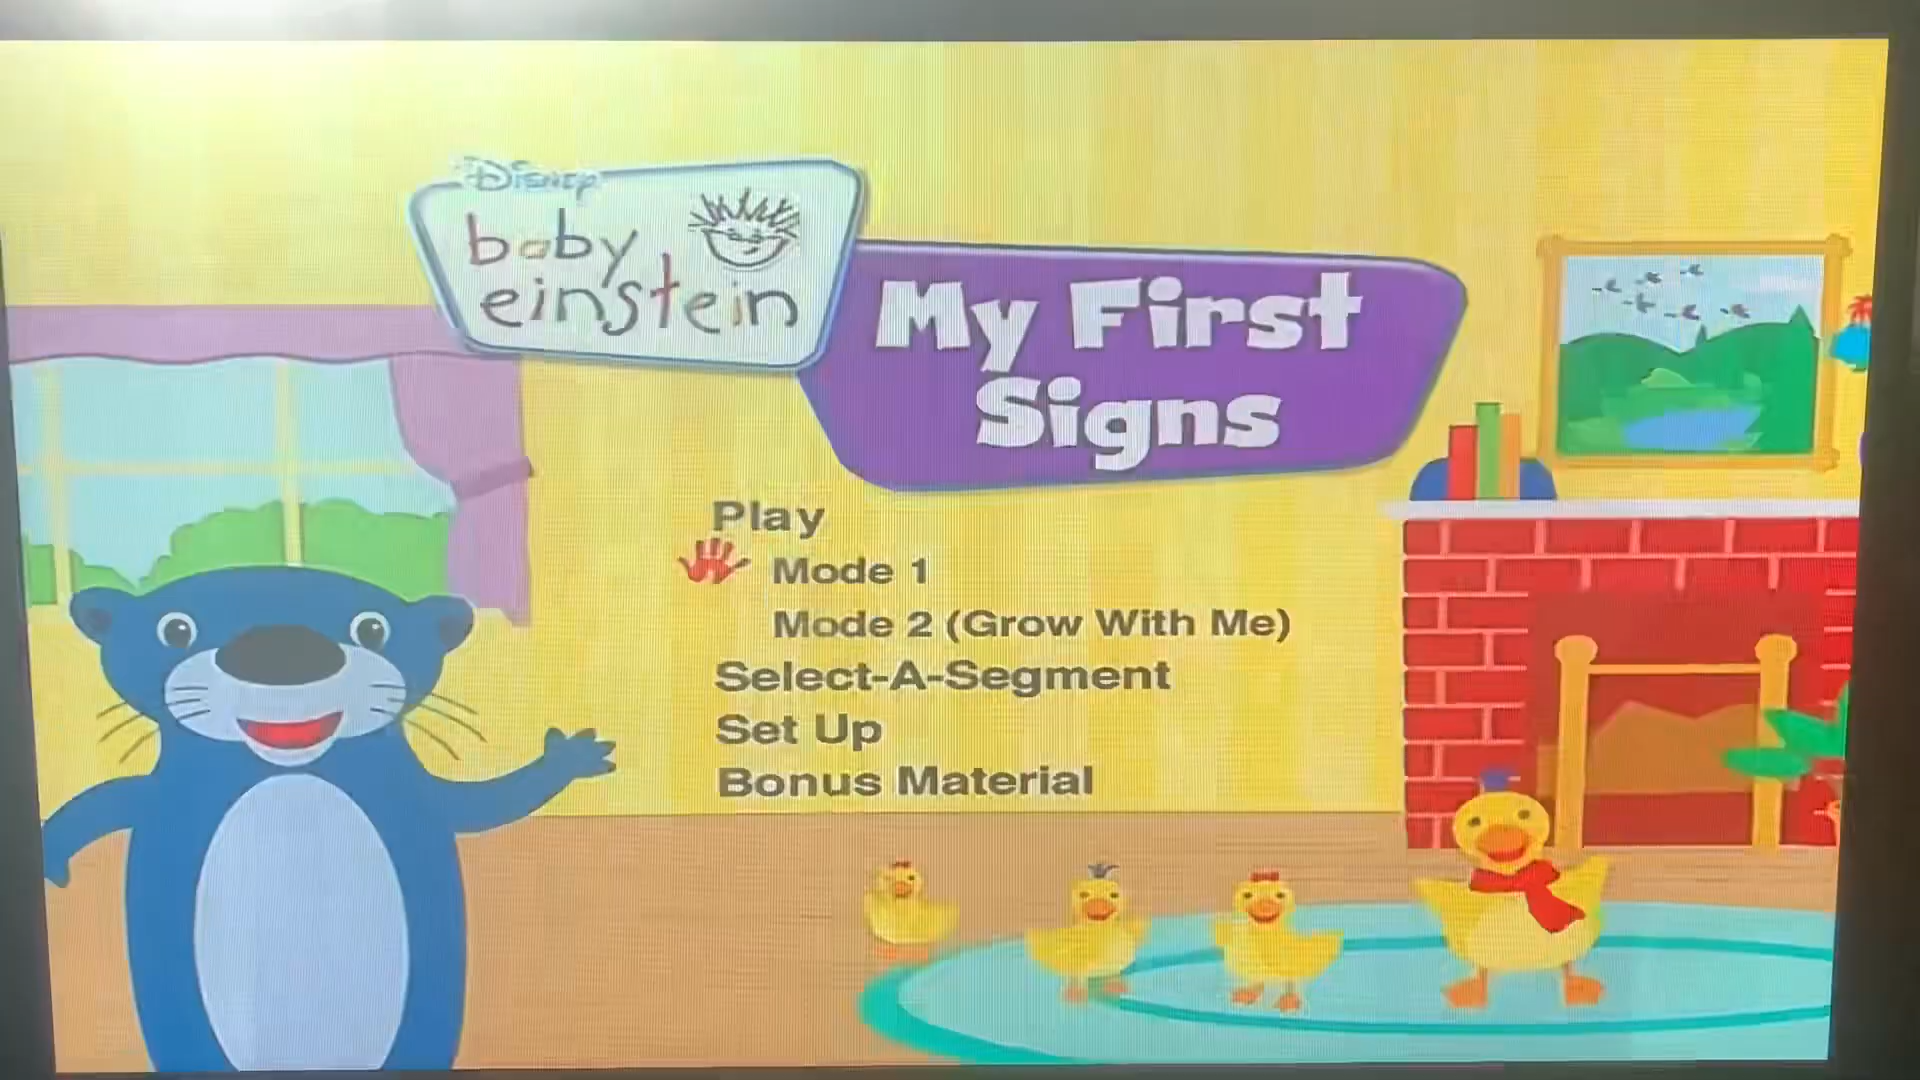 Disney
baby
einstein
My First
Signs
Play
Mode 1
Mode 2 (Grow With Me)
Select-A-Segment
Set Up
Bonus Material